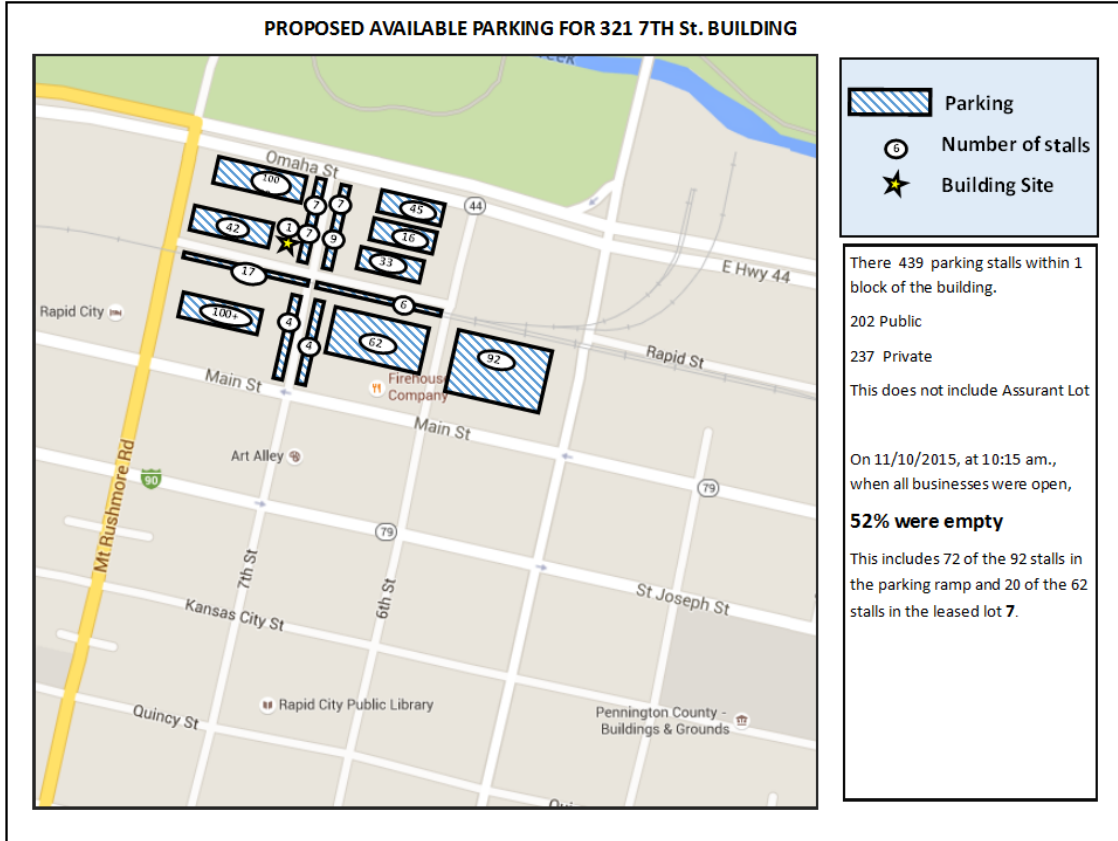 PROPOSED AVAILABLE PARKING FOR 321 7TH St. BUILDING
EEK
Omaha St
100
7
7
45
44
42
1
7
9
16
33
E Hwy 44
17
6
Rapid City
100+
4
4
62
92
Rapid St
Main St
Firehouse
Company
Main St
Mt Rushmore Rd
Art Alley
90
79
79
7th St
6th St
St Joseph St
Kansas City St
Quincy St
Rapid City Public Library
Pennington County -
Buildings & Grounds
Qui
Parking
6
Number of stalls
Building Site
There 439 parking stalls within 1
block of the building.
202 Public
237 Private
This does not include Assurant Lot
On 11/10/2015, at 10:15 am.,
when all businesses were open,
52% were empty
This includes 72 of the 92 stalls in
the parking ramp and 20 of the 62
stalls in the leased lot 7.